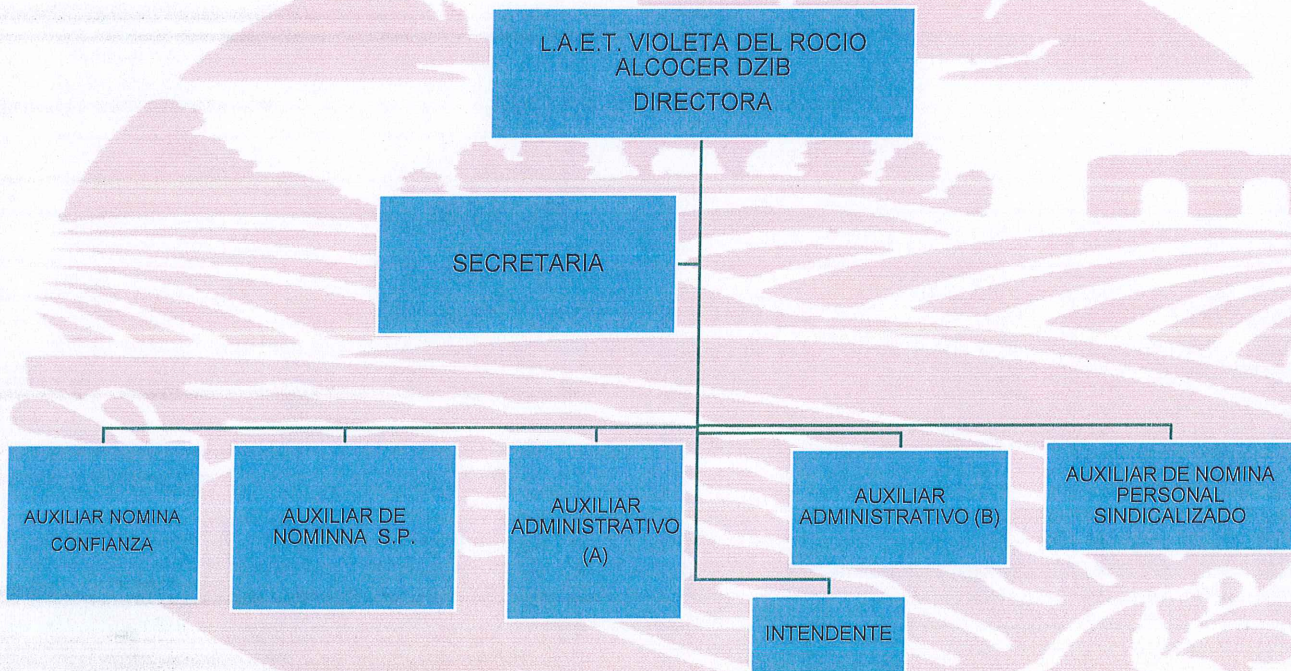 L.A.E.T. VIOLETA DEL ROCIO
ALCOCER DZIB
DIRECTORA
SECRETARIA
AUXILIAR NOMINA
CONFIANZA
AUXILIAR DE
NOMINNA S.P.
AUXILIAR
ADMINISTRATIVO
(A)
AUXILIAR
ADMINISTRATIVO (B)
AUXILIAR DE NOMINA
PERSONAL
SINDICALIZADO
INTENDENTE